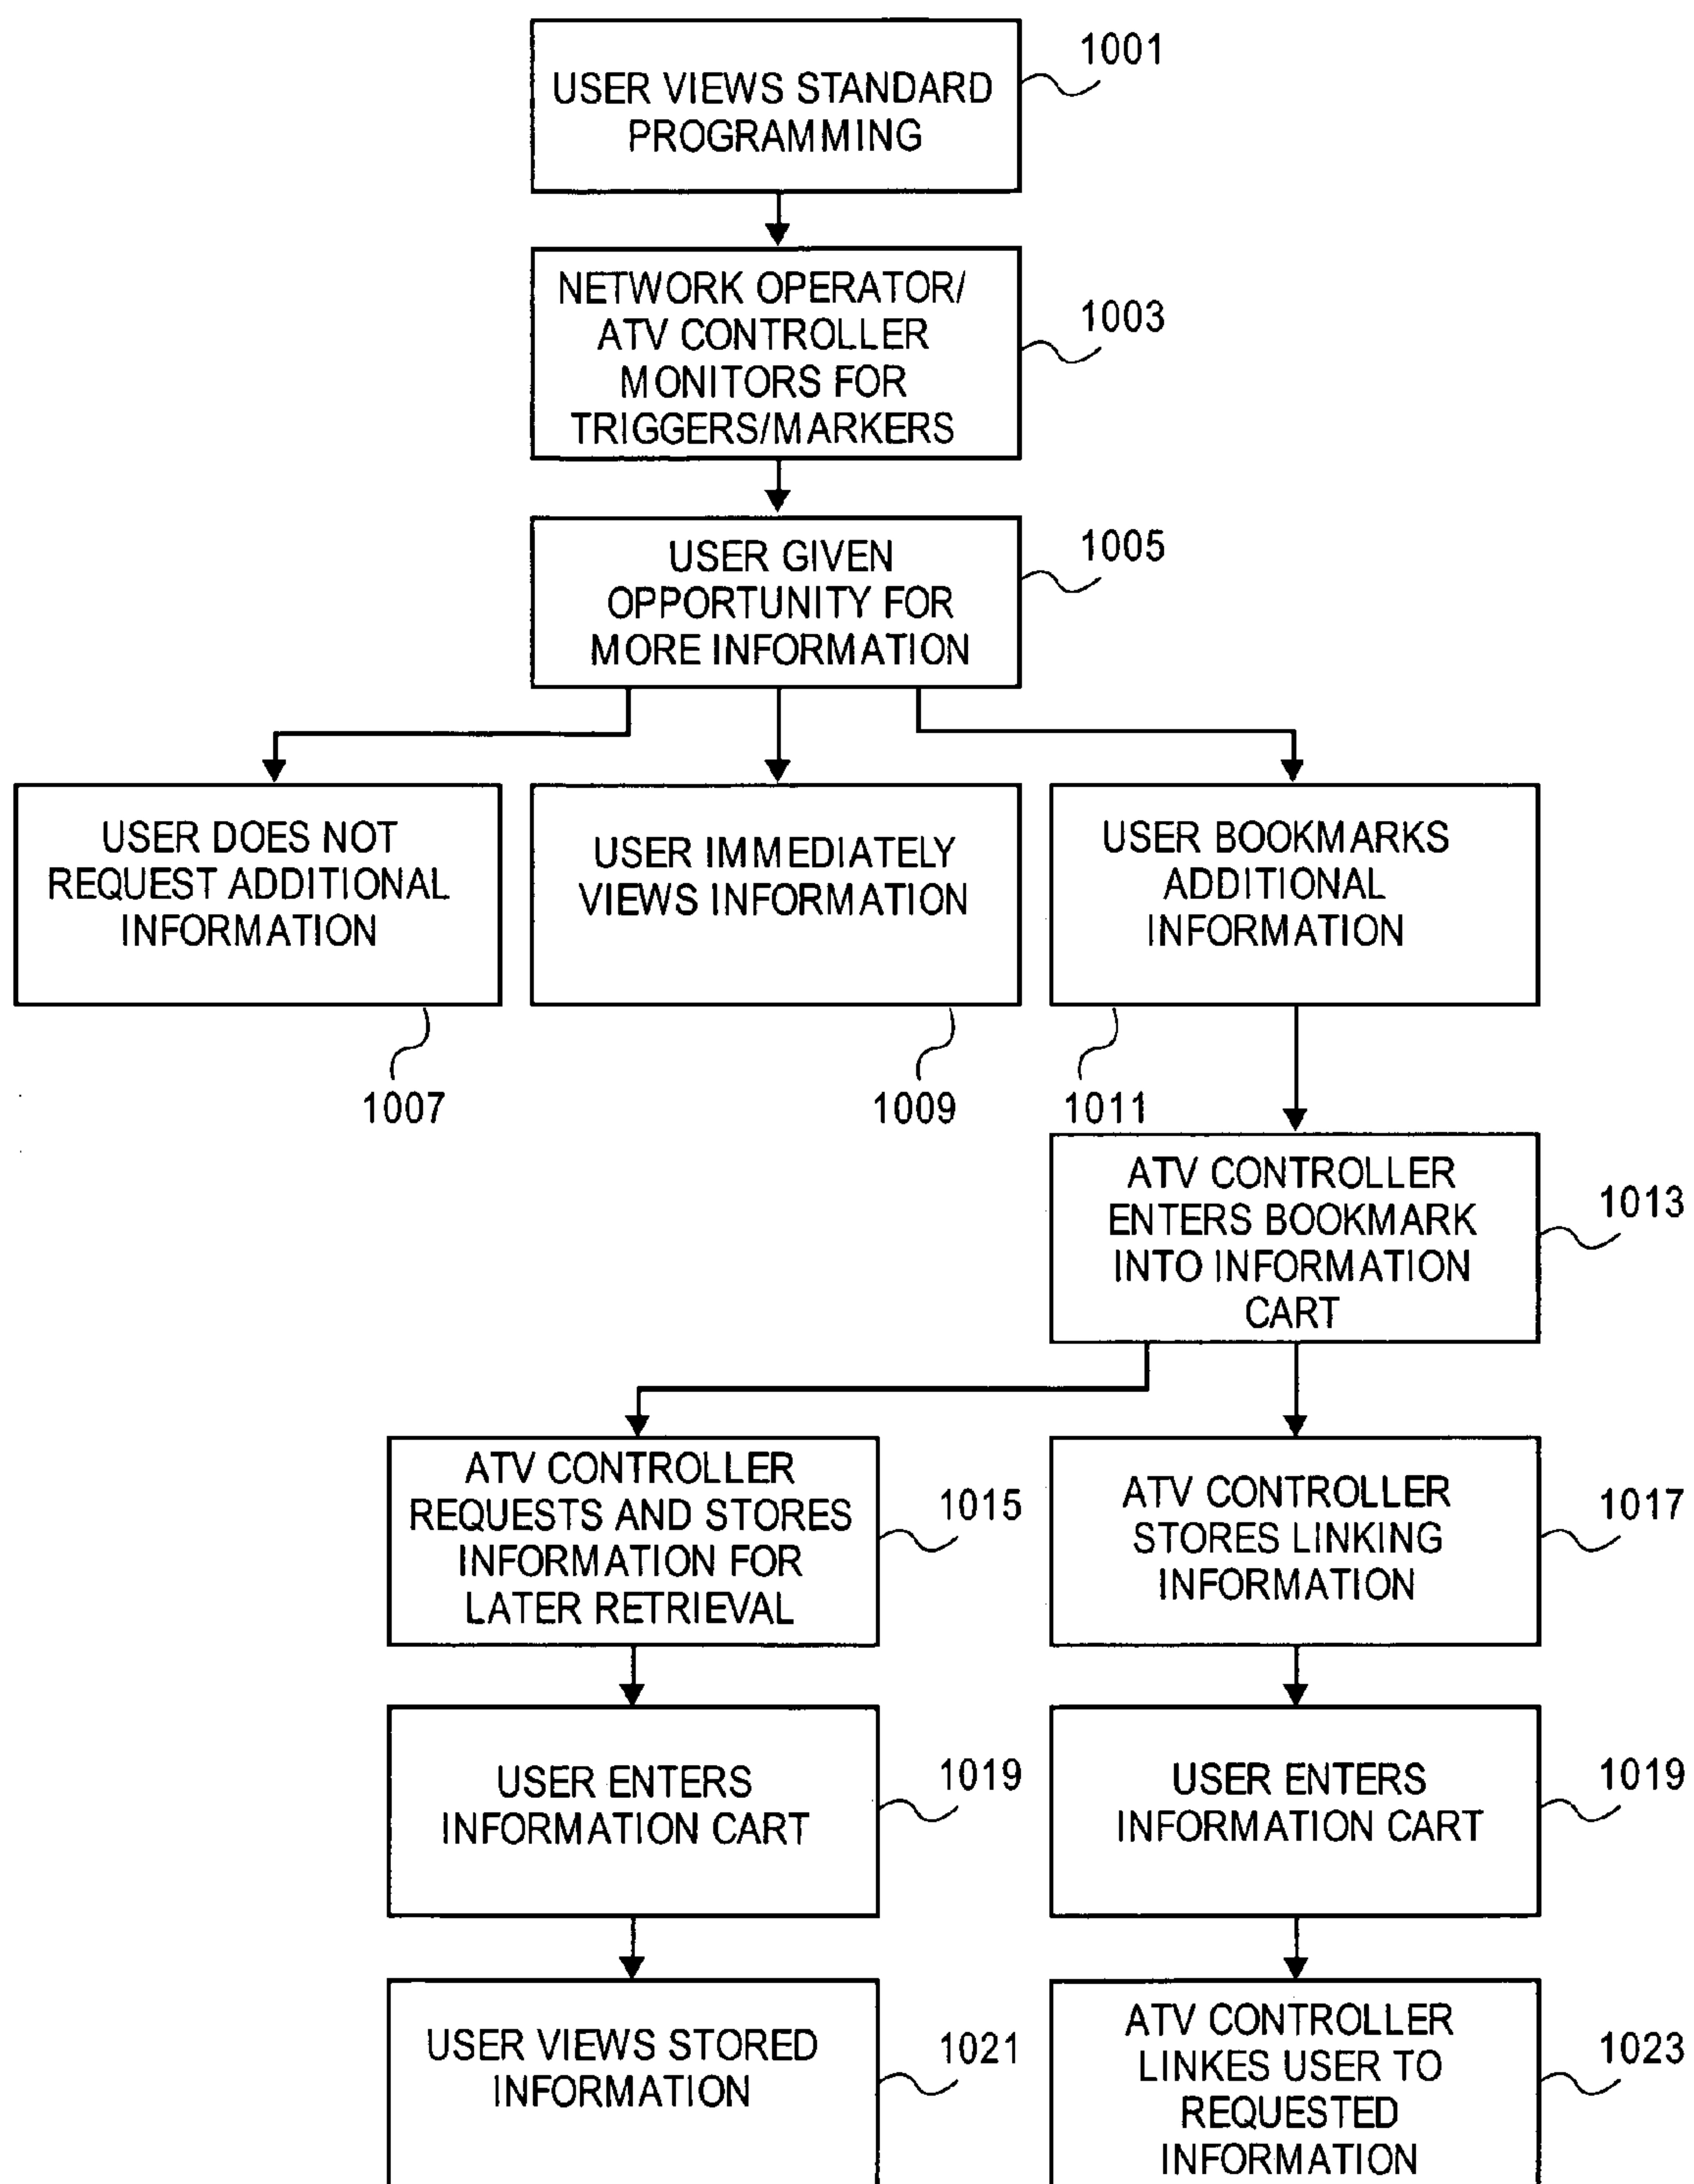 USER VIEWS STANDARD
PROGRAMMING
1001
NETWORK OPERATOR/
ATV CONTROLLER
MONITORS FOR
TRIGGERS/MARKERS
1003
USER GIVEN
OPPORTUNITY FOR
MORE INFORMATION
1005
USER DOES NOT
REQUEST ADDITIONAL
INFORMATION
1007
USER IMMEDIATELY
VIEWS INFORMATION
1009
USER BOOKMARKS
ADDITIONAL
INFORMATION
1011
ATV CONTROLLER
ENTERS BOOKMARK
INTO INFORMATION
CART
1013
ATV CONTROLLER
REQUESTS AND STORES
INFORMATION FOR
LATER RETRIEVAL
1015
ATV CONTROLLER
STORES LINKING
INFORMATION
1017
USER ENTERS
INFORMATION CART
1019
USER ENTERS
INFORMATION CART
1019
USER VIEWS STORED
INFORMATION
1021
ATV CONTROLLER
LINKES USER TO
REQUESTED
INFORMATION
1023